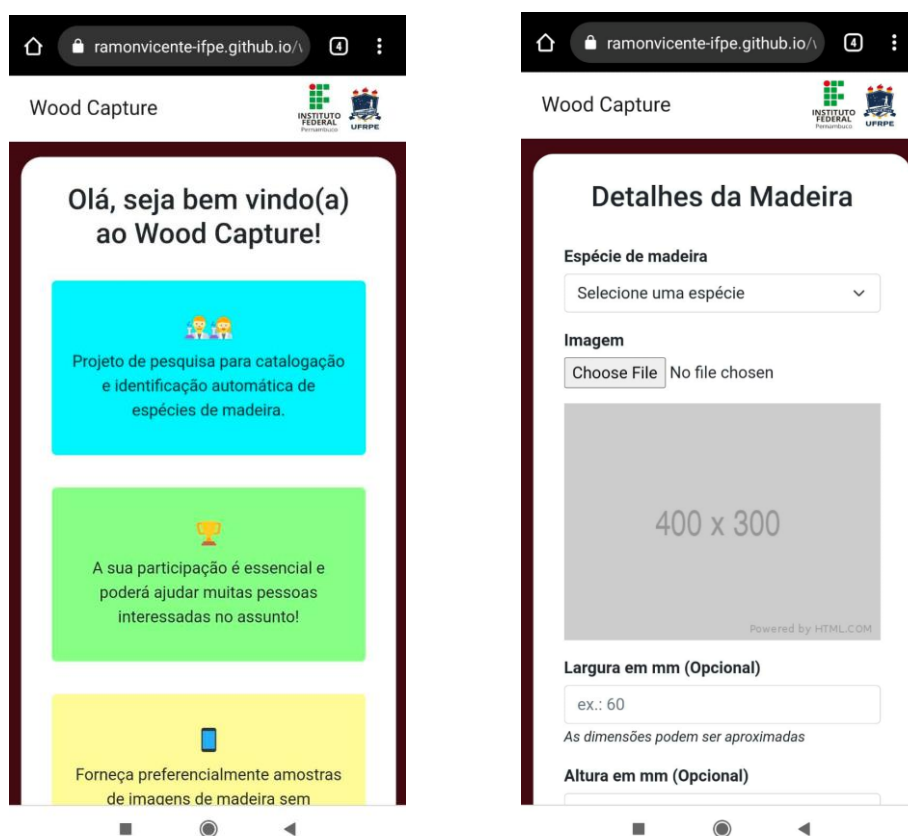 ramonvicente-ifpe.github.io/
4
Wood Capture
INSTITUTO
FEDERAL
Pernambuco
UFRPE
Olá, seja bem vindo(a)
ao Wood Capture!
Projeto de pesquisa para catalogação
e identificação automática de
espécies de madeira.
A sua participação é essencial e
poderá ajudar muitas pessoas
interessadas no assunto!
Forneça preferencialmente amostras
de imagens de madeira sem
ramonvicente-ifpe.github.io/
4
Wood Capture
INSTITUTO
FEDERAL
Pernambuco
UFRPE
Detalhes da Madeira
Espécie de madeira
Selecione uma espécie
Imagem
Choose File No file chosen
400 x 300
Powered by HTML.COM
Largura em mm (Opcional)
ex.: 60
As dimensões podem ser aproximadas
Altura em mm (Opcional)